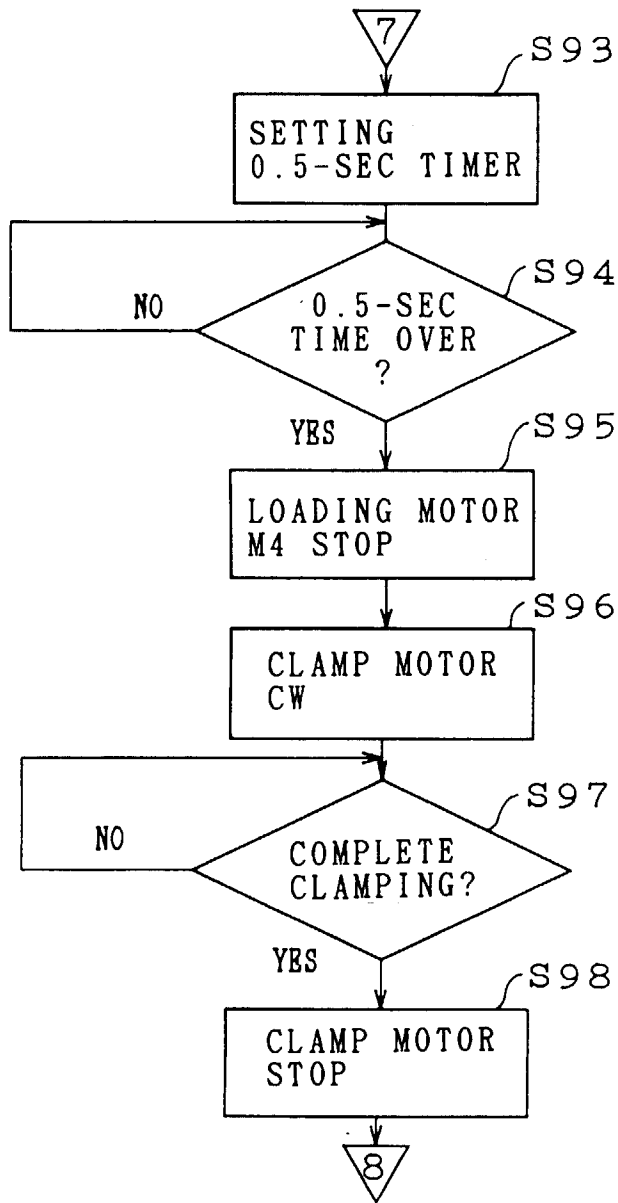 7
S93
SETTING
0.5-SEC TIMER
S94
0.5-SEC
TIME OVER
?
NO
YES
S95
LOADING MOTOR
M4 STOP
S96
CLAMP MOTOR
CW
S97
COMPLETE
CLAMPING?
NO
YES
S98
CLAMP MOTOR
STOP
8